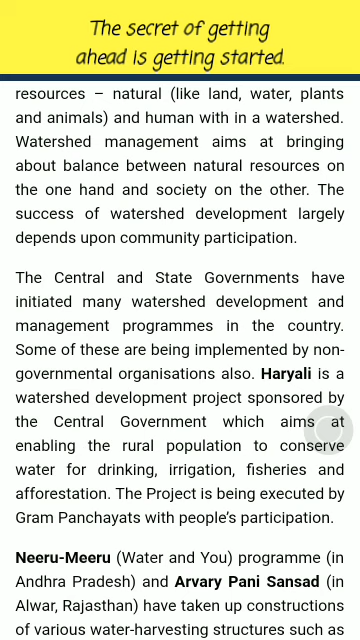 The secret of getting
ahead is getting started.
resources – natural (like land, water, plants
and animals) and human with in a watershed.
Watershed management aims at bringing
about balance between natural resources on
the one hand and society on the other. The
success of watershed development largely
depends upon community participation.
The Central and State Governments have
initiated many watershed development and
management programmes in the country.
Some of these are being implemented by non-
governmental organisations also. Haryali is a
watershed development project sponsored by
the Central Government which aims at
enabling the rural population to conserve
water for drinking, irrigation, fisheries and
afforestation. The Project is being executed by
Gram Panchayats with people’s participation.
Neeru-Meeru (Water and You) programme (in
Andhra Pradesh) and Arvary Pani Sansad (in
Alwar, Rajasthan) have taken up constructions
of various water-harvesting structures such as